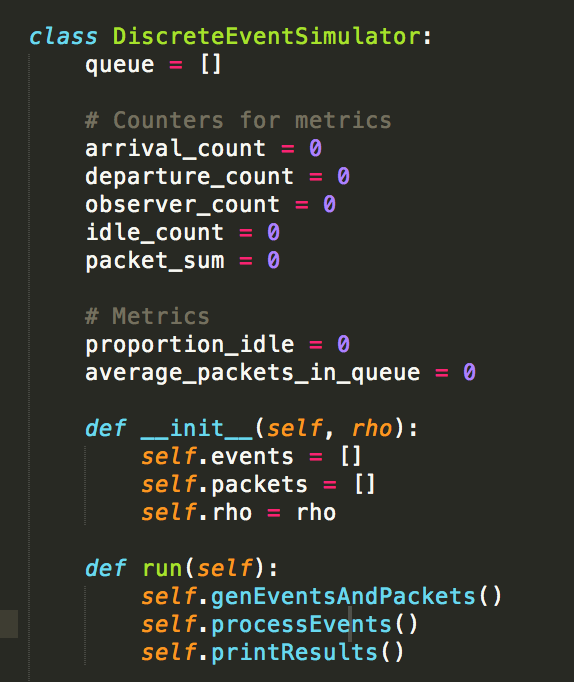 class DiscreteEventSimulator:
    queue = []

    # Counters for metrics
    arrival_count = 0
    departure_count = 0
    observer_count = 0
    idle_count = 0
    packet_sum = 0

    # Metrics
    proportion_idle = 0
    average_packets_in_queue = 0

    def __init__(self, rho):
        self.events = []
        self.packets = []
        self.rho = rho

    def run(self):
        self.genEventsAndPackets()
        self.processEvents()
        self.printResults()